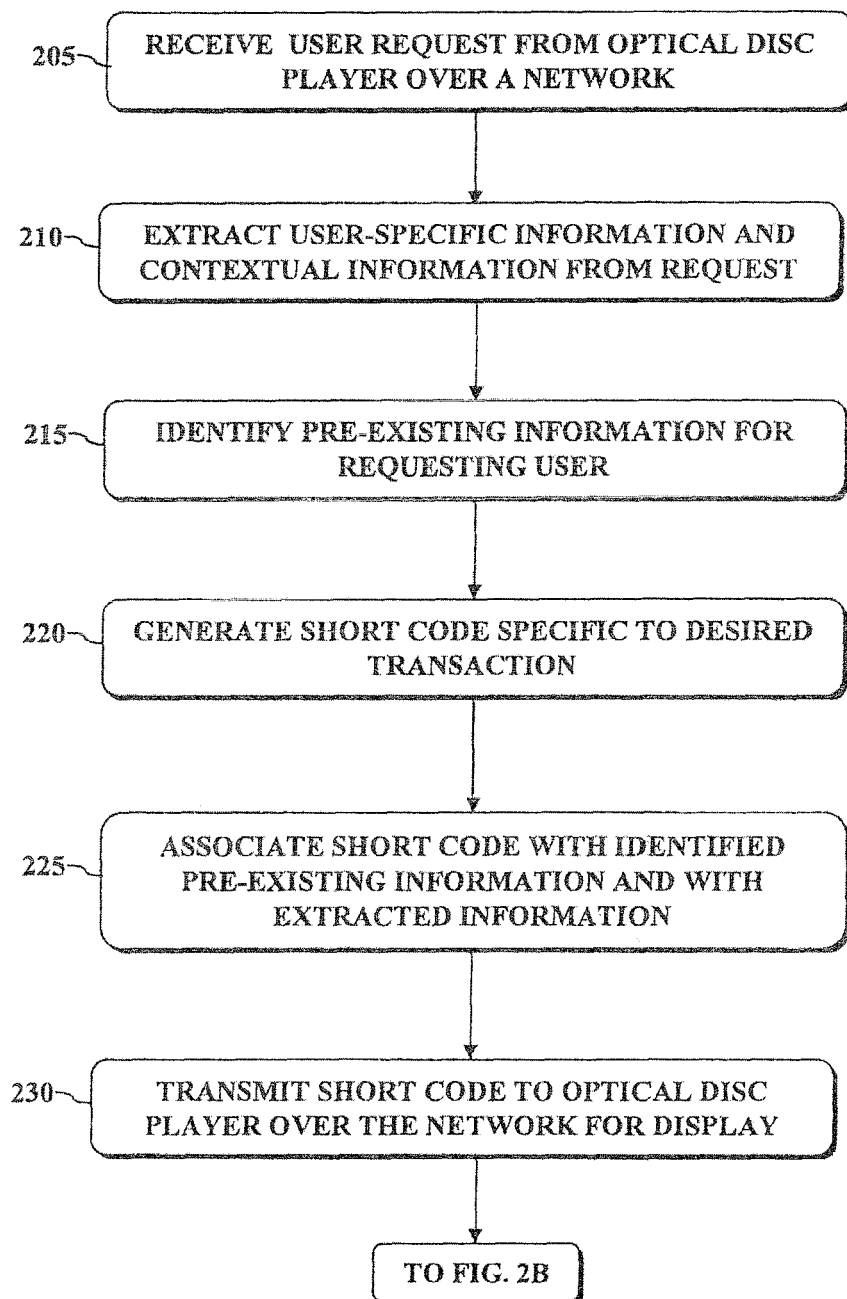 205
RECEIVE USER REQUEST FROM OPTICAL DISC
PLAYER OVER A NETWORK
210
EXTRACT USER-SPECIFIC INFORMATION AND
CONTEXTUAL INFORMATION FROM REQUEST
215
IDENTIFY PRE-EXISTING INFORMATION FOR
REQUESTING USER
220
GENERATE SHORT CODE SPECIFIC TO DESIRED
TRANSACTION
225
ASSOCIATE SHORT CODE WITH IDENTIFIED
PRE-EXISTING INFORMATION AND WITH
EXTRACTED INFORMATION
230
TRANSMIT SHORT CODE TO OPTICAL DISC
PLAYER OVER THE NETWORK FOR DISPLAY
TO FIG. 2B